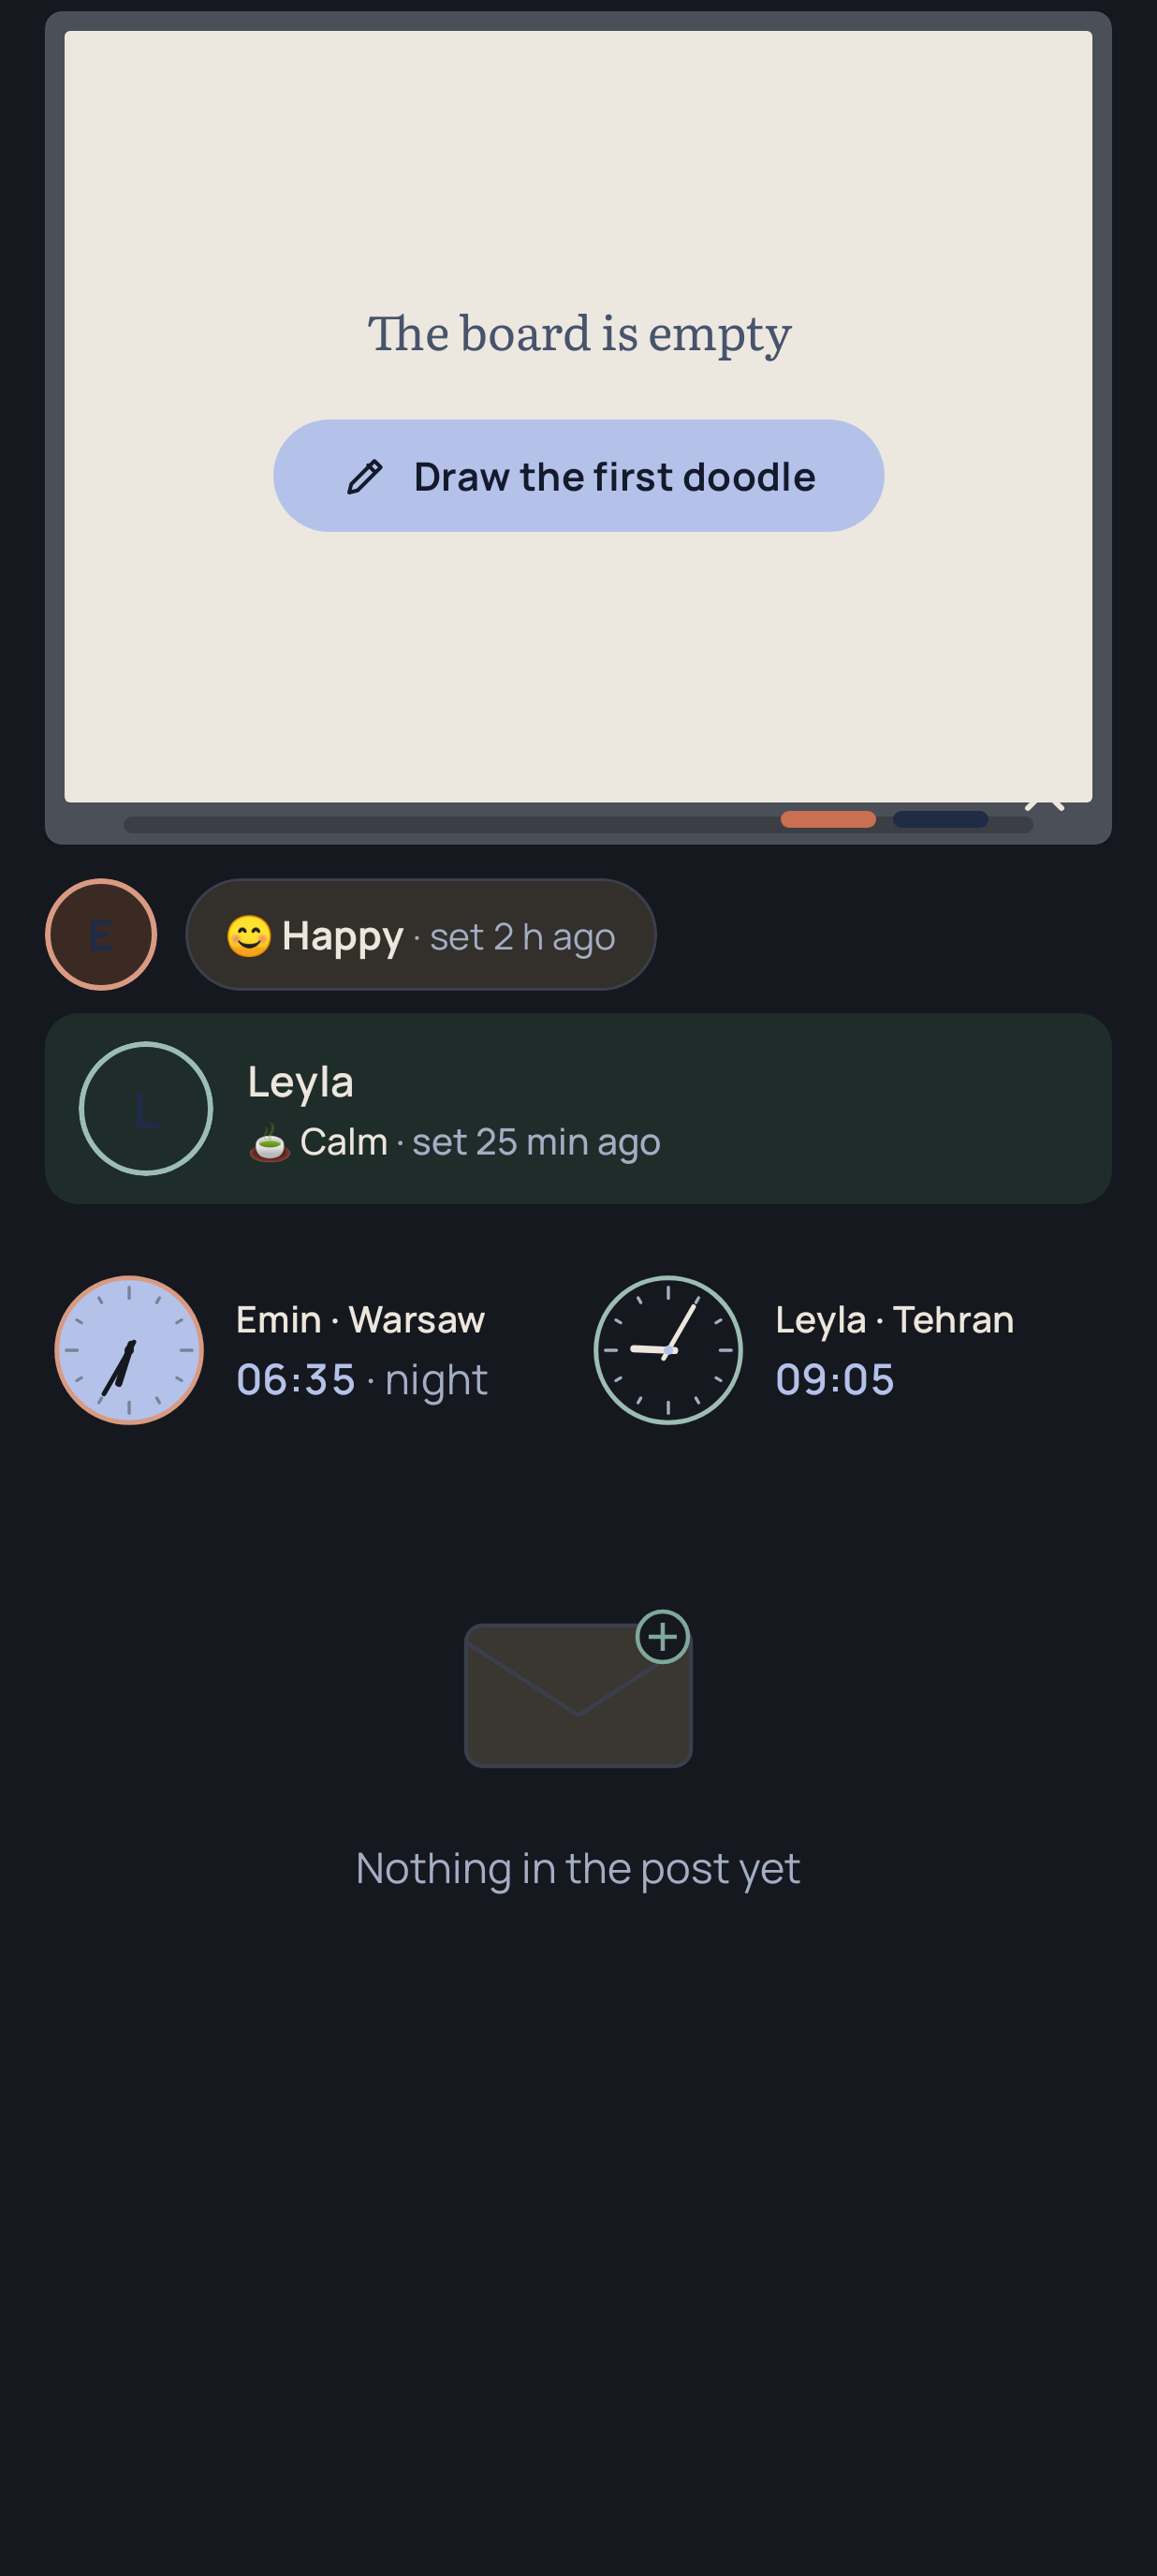 The board is empty
Draw the first doodle
E
😊 Happy · set 2 h ago
L
Leyla
🍵 Calm · set 25 min ago
Emin · Warsaw
06:35 · night
Leyla · Tehran
09:05
Nothing in the post yet